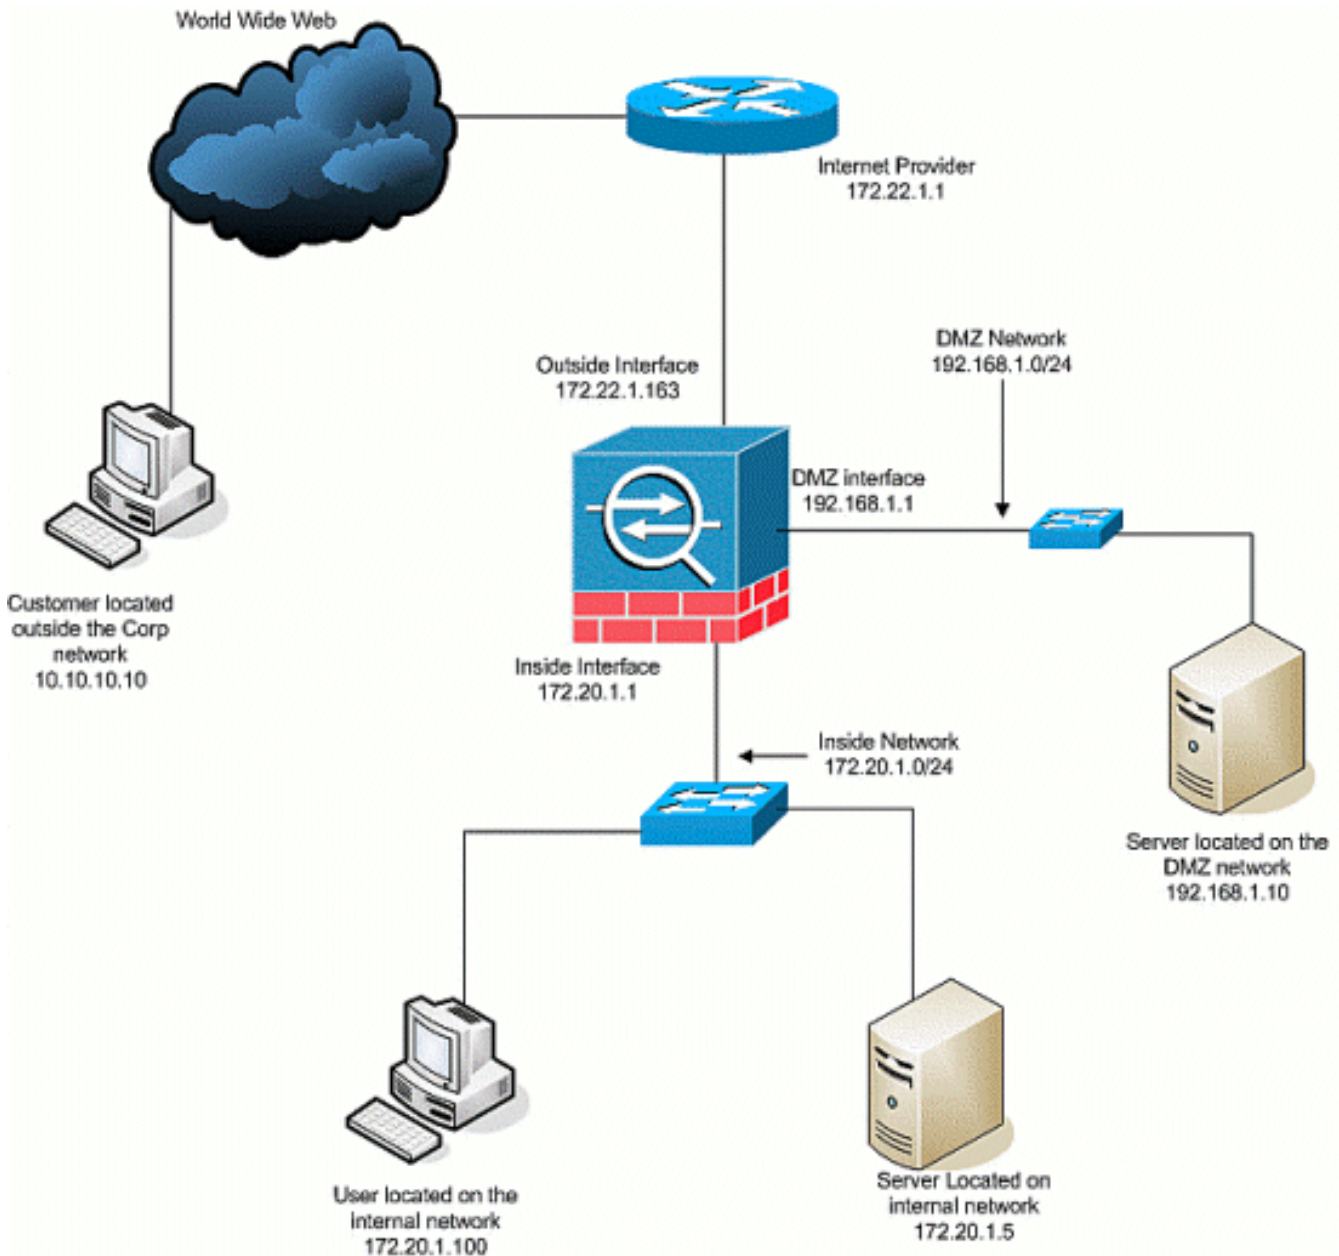 World Wide Web
Internet Provider
172.22.1.1
DMZ Network
192.168.1.0/24
Outside Interface
172.22.1.163
DMZ interface
192.168.1.1
Customer located
outside the Corp
network
10.10.10.10
Inside Interface
172.20.1.1
Inside Network
172.20.1.0/24
Server located on the
DMZ network
192.168.1.10
User located on the
internal network
172.20.1.100
Server Located on
internal network
172.20.1.5